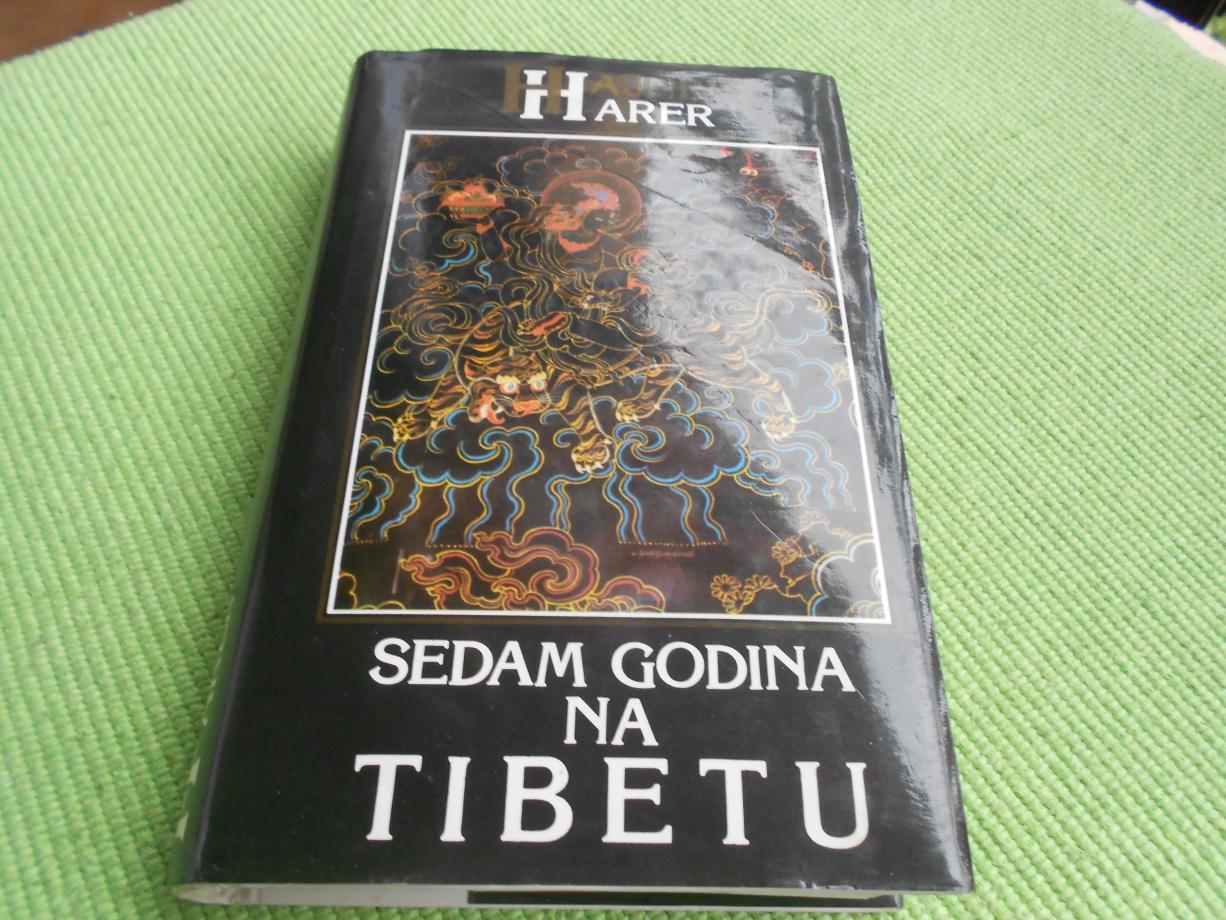 HARER
SEDAM GODINA
NA
TIBETU